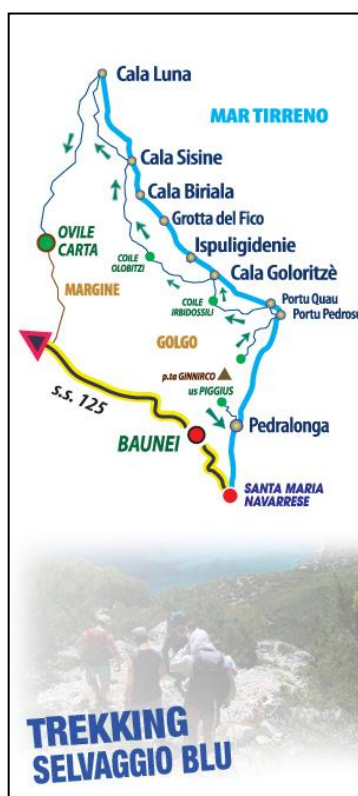 Cala Luna
MAR TIRRENO
Cala Sisine
Cala Biriala
Grotta del Fico
OVILE
CARTA
COILE
OLOBITZI
Ispuligidenie
Cala Goloritzè
MARGINE
COILE
IRBIDOSSILI
Portu Quau
Portu Pedrosu
GOLGO
p.ta GINNIRCO
us PIGGIUS
s.s. 125
Pedralonga
BAUNEI
SANTA MARIA
NAVARRESE
TREKKING
SELVAGGIO BLU